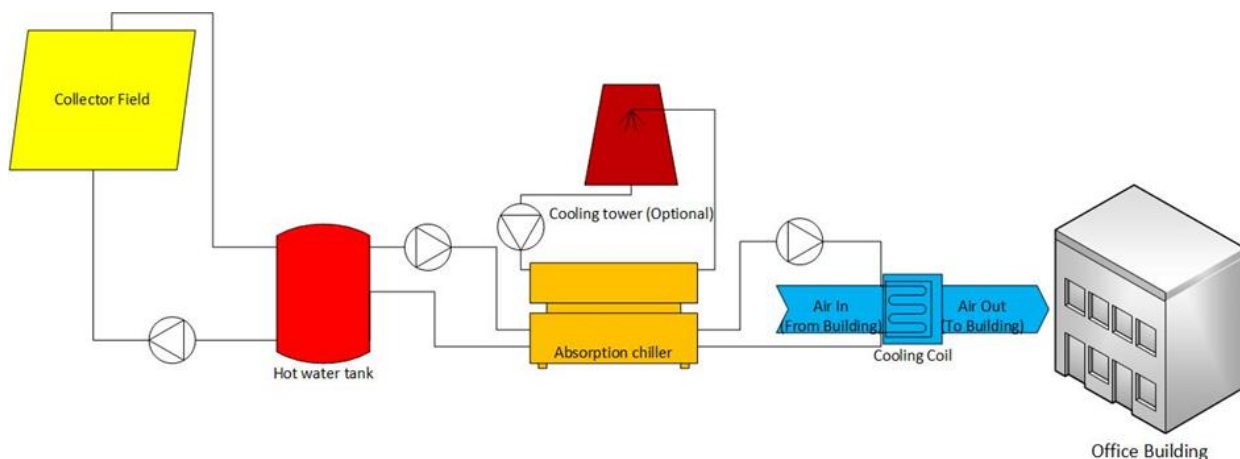 Collector Field
Cooling tower (Optional)
Hot water tank
Absorption chiller
Air In
(From Building)
Air Out
(To Building)
Cooling Coil
Office Building